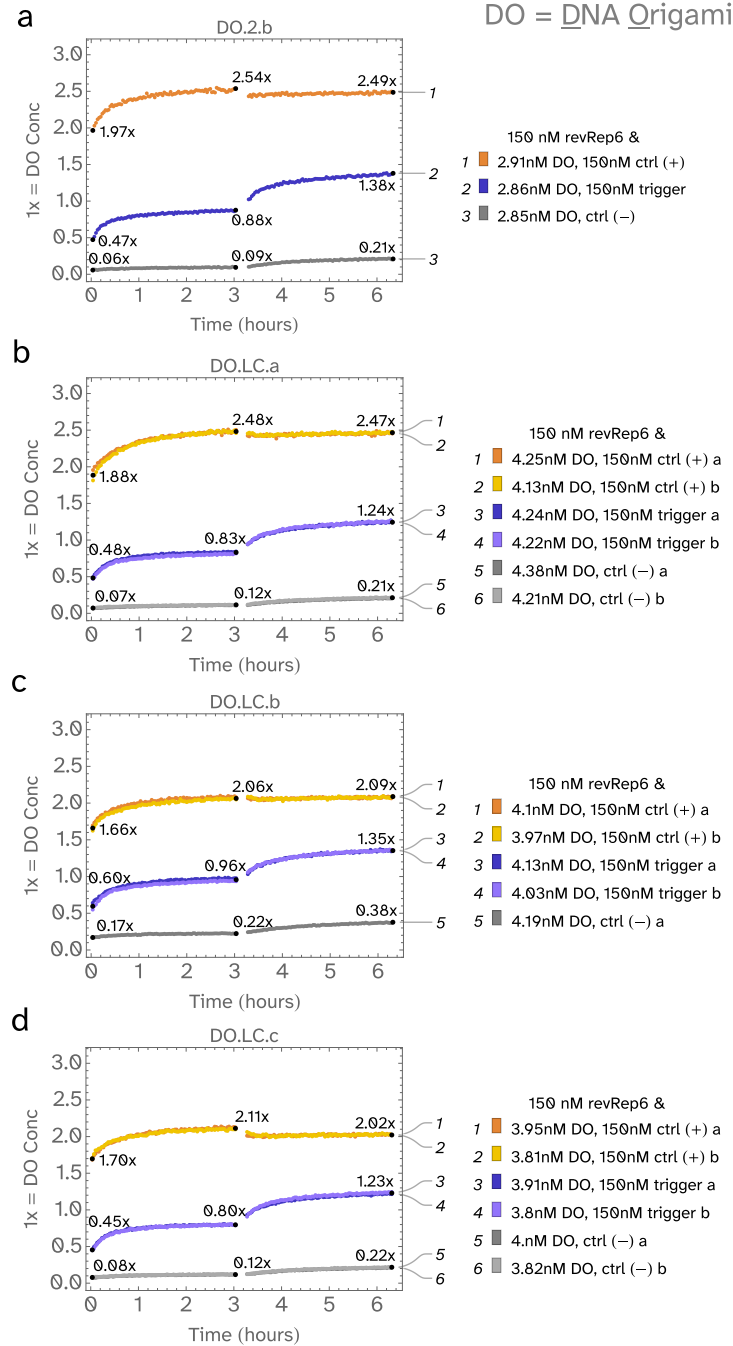 a
DO = DNA Origami
DO.2.b
3.0
2.5
2.0
1.5
1.0
0.5
0.0
1x = DO Conc
1.97x
2.54x
2.49x
0.47x
0.88x
1.38x
0.06x
0.09x
0.21x
1
2
3
0 1 2 3 4 5 6
Time (hours)
150 nM revRep6 &
1 2.91nM DO, 150nM ctrl (+)
2 2.86nM DO, 150nM trigger
3 2.85nM DO, ctrl (−)
b
DO.LC.a
3.0
2.5
2.0
1.5
1.0
0.5
0.0
1x = DO Conc
1.88x
2.48x
2.47x
0.48x
0.83x
1.24x
0.07x
0.12x
0.21x
1
2
3
4
5
6
0 1 2 3 4 5 6
Time (hours)
150 nM revRep6 &
1 4.25nM DO, 150nM ctrl (+) a
2 4.13nM DO, 150nM ctrl (+) b
3 4.24nM DO, 150nM trigger a
4 4.22nM DO, 150nM trigger b
5 4.38nM DO, ctrl (−) a
6 4.21nM DO, ctrl (−) b
c
DO.LC.b
3.0
2.5
2.0
1.5
1.0
0.5
0.0
1x = DO Conc
1.66x
2.06x
2.09x
0.60x
0.96x
1.35x
0.17x
0.22x
0.38x
1
2
3
4
5
0 1 2 3 4 5 6
Time (hours)
150 nM revRep6 &
1 4.1nM DO, 150nM ctrl (+) a
2 3.97nM DO, 150nM ctrl (+) b
3 4.13nM DO, 150nM trigger a
4 4.03nM DO, 150nM trigger b
5 4.19nM DO, ctrl (−) a
d
DO.LC.c
3.0
2.5
2.0
1.5
1.0
0.5
0.0
1x = DO Conc
1.70x
2.11x
2.02x
0.45x
0.80x
1.23x
0.08x
0.12x
0.22x
1
2
3
4
5
6
0 1 2 3 4 5 6
Time (hours)
150 nM revRep6 &
1 3.95nM DO, 150nM ctrl (+) a
2 3.81nM DO, 150nM ctrl (+) b
3 3.91nM DO, 150nM trigger a
4 3.8nM DO, 150nM trigger b
5 4.nM DO, ctrl (−) a
6 3.82nM DO, ctrl (−) b